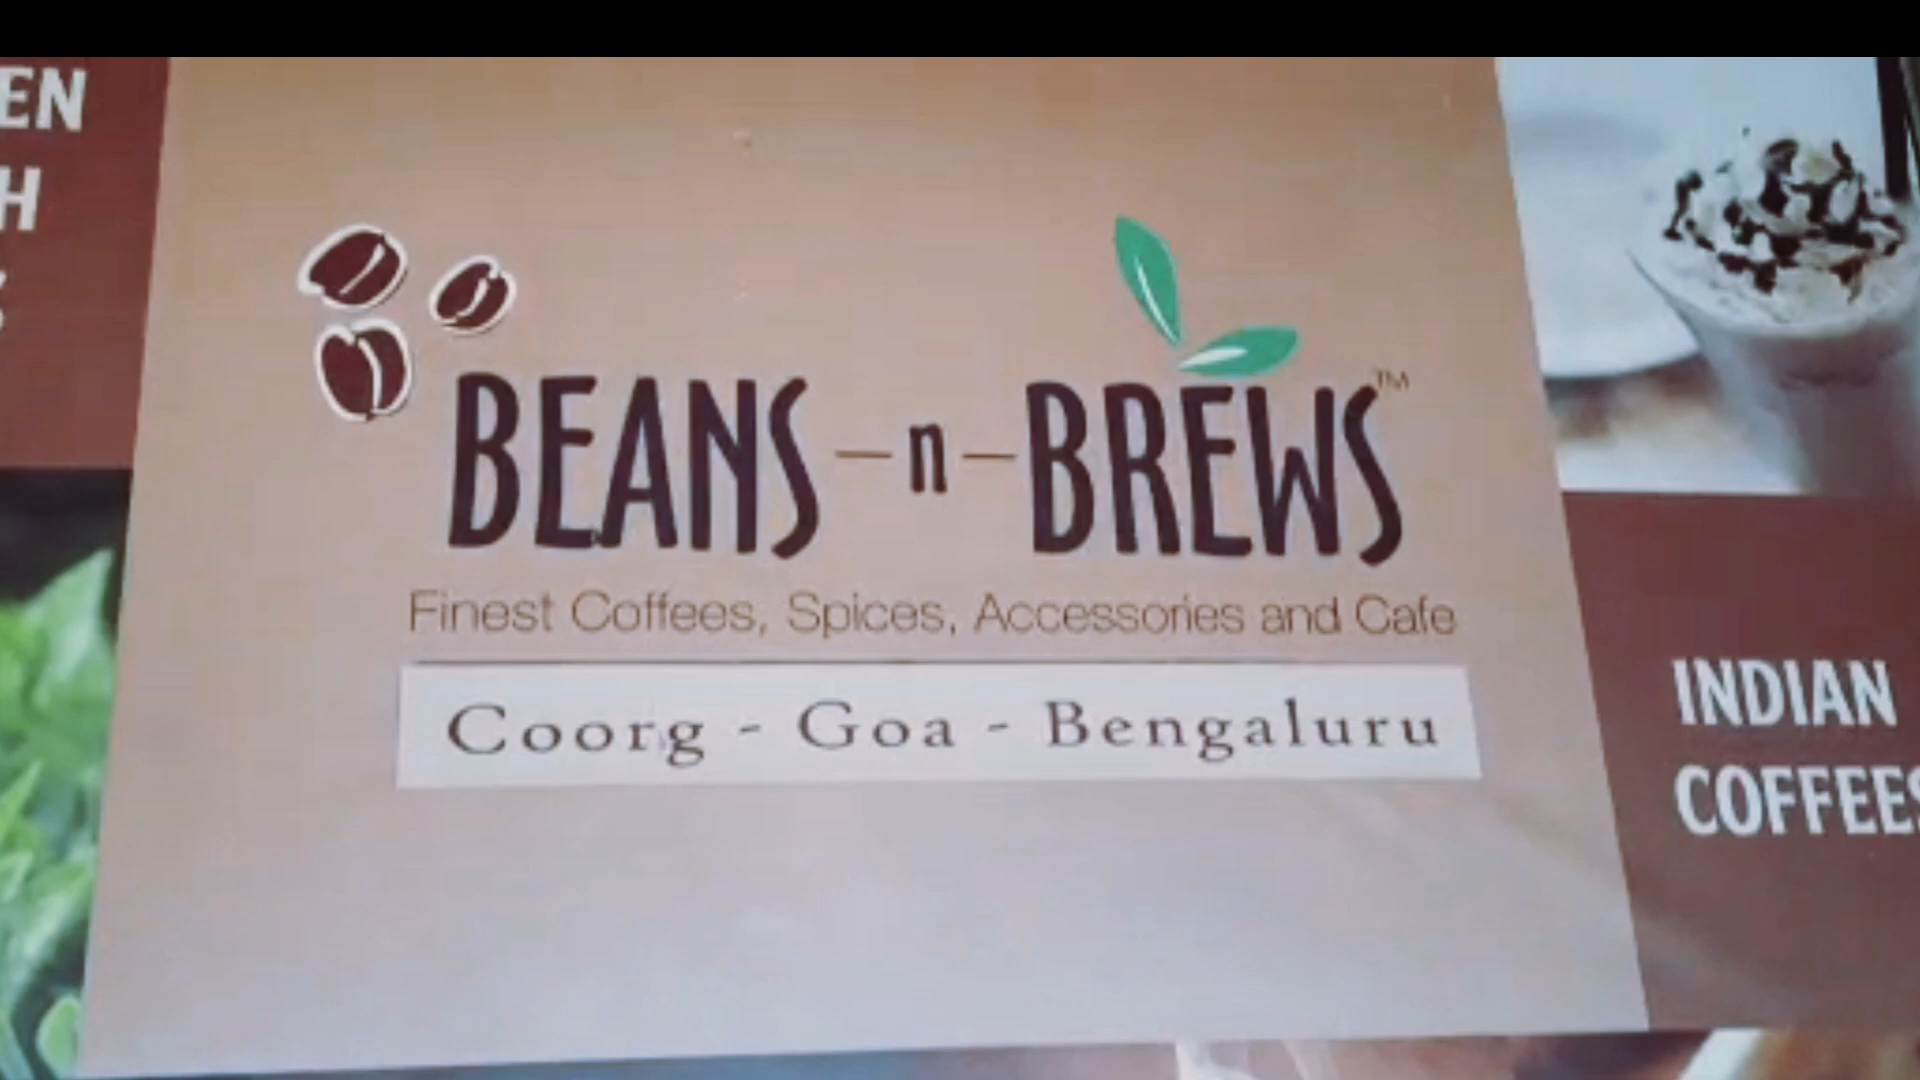 EN
H
BEANS-n-BREWS™
Finest Coffees, Spices, Accessories and Cafe
Coorg - Goa - Bengaluru
INDIAN
COFFEES